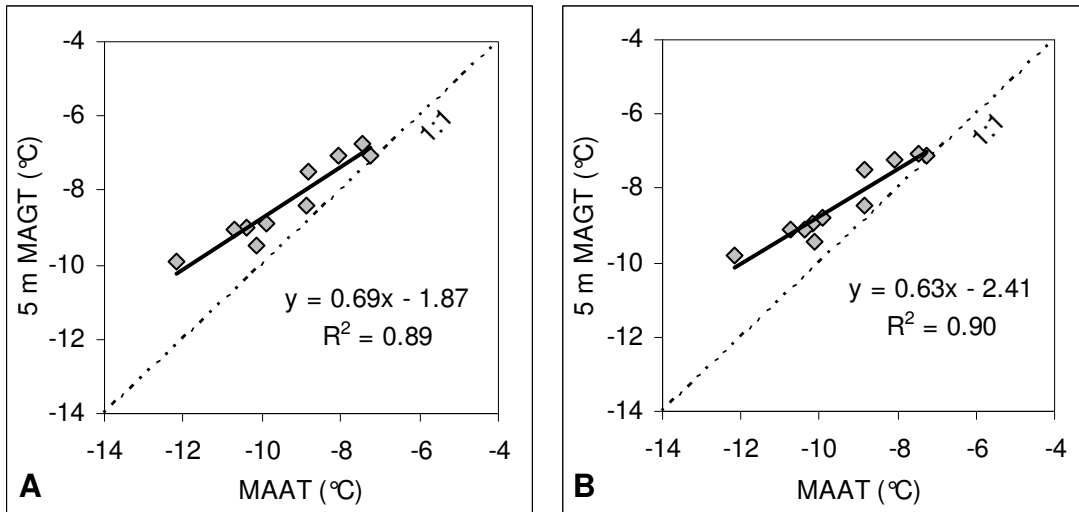 -4
-6
-8
-10
-12
-14
5 m MAGT (°C)
1:1
y = 0.69x - 1.87
R² = 0.89
-14 -12 -10 -8 -6 -4
A MAAT (°C)
-4
-6
-8
-10
-12
-14
5 m MAGT (°C)
1:1
y = 0.63x - 2.41
R² = 0.90
-14 -12 -10 -8 -6 -4
B MAAT (°C)